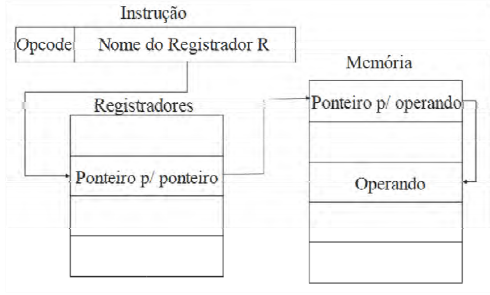 Instrução
Opcode Nome do Registrador R
Memória
Registradores
Ponteiro p/ operando
Ponteiro p/ ponteiro
Operando